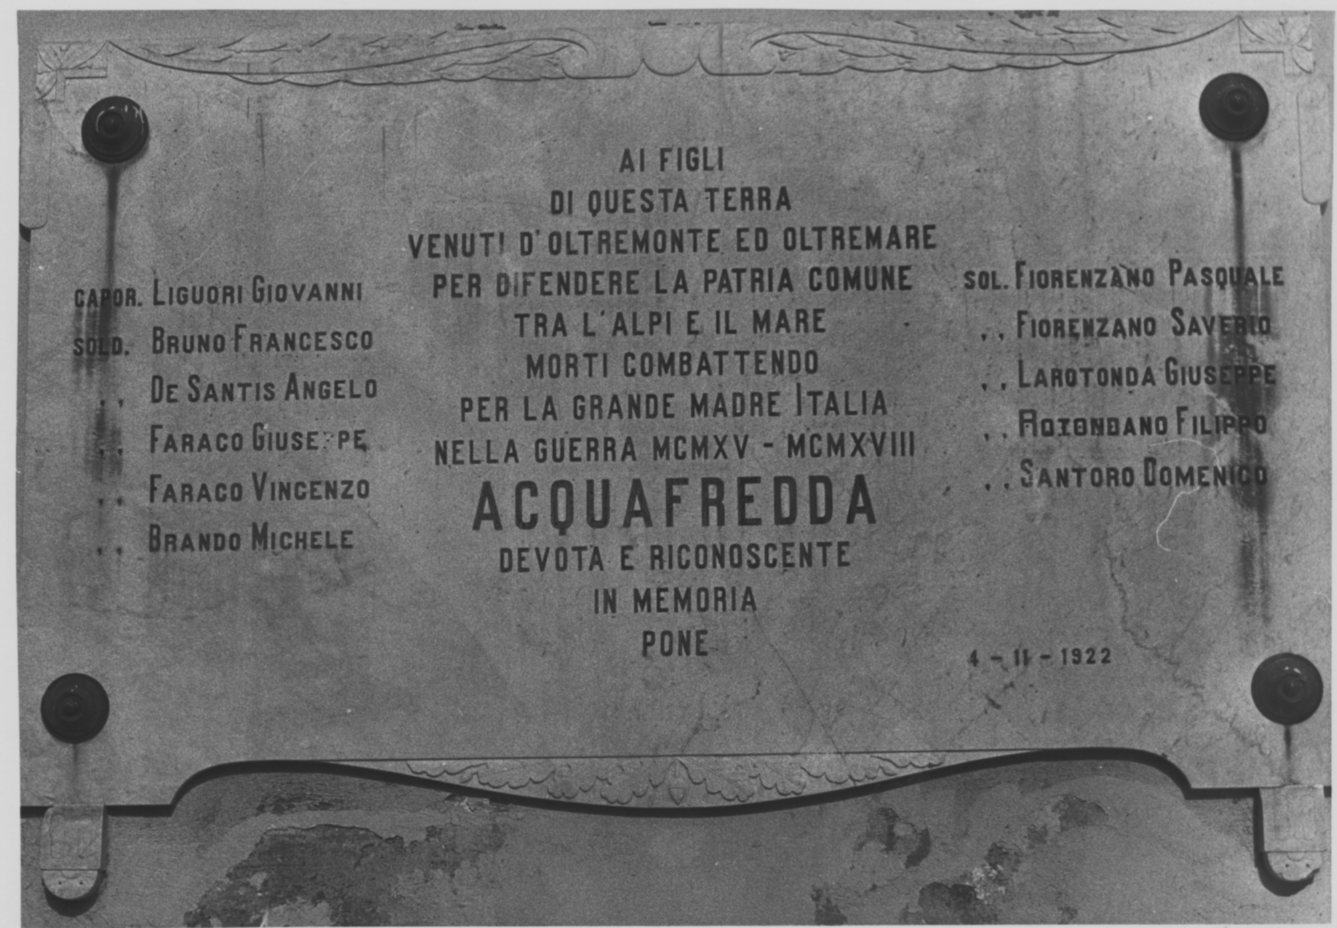 AI FIGLI
DI QUESTA TERRA
VENUTI D'OLTREMONTE ED OLTREMARE
PER DIFENDERE LA PATRIA COMUNE
TRA L'ALPI E IL MARE
MORTI COMBATTENDO
PER LA GRANDE MADRE ITALIA
NELLA GUERRA MCMXV - MCMXVIII
ACQUAFREDDA
DEVOTA E RICONOSCENTE
IN MEMORIA
PONE
CAPOR. LIGUORI GIOVANNI
SOLD. BRUNO FRANCESCO
,, DE SANTIS ANGELO
,, FARACO GIUSEPPE
,, FARACO VINCENZO
,, BRANDO MICHELE
SOL. FIORENZANO PASQUALE
,, FIORENZANO SAVERIO
,, LAROTONDA GIUSEPPE
,, ROTONDANO FILIPPO
,, SANTORO DOMENICO
4 - 11 - 1922